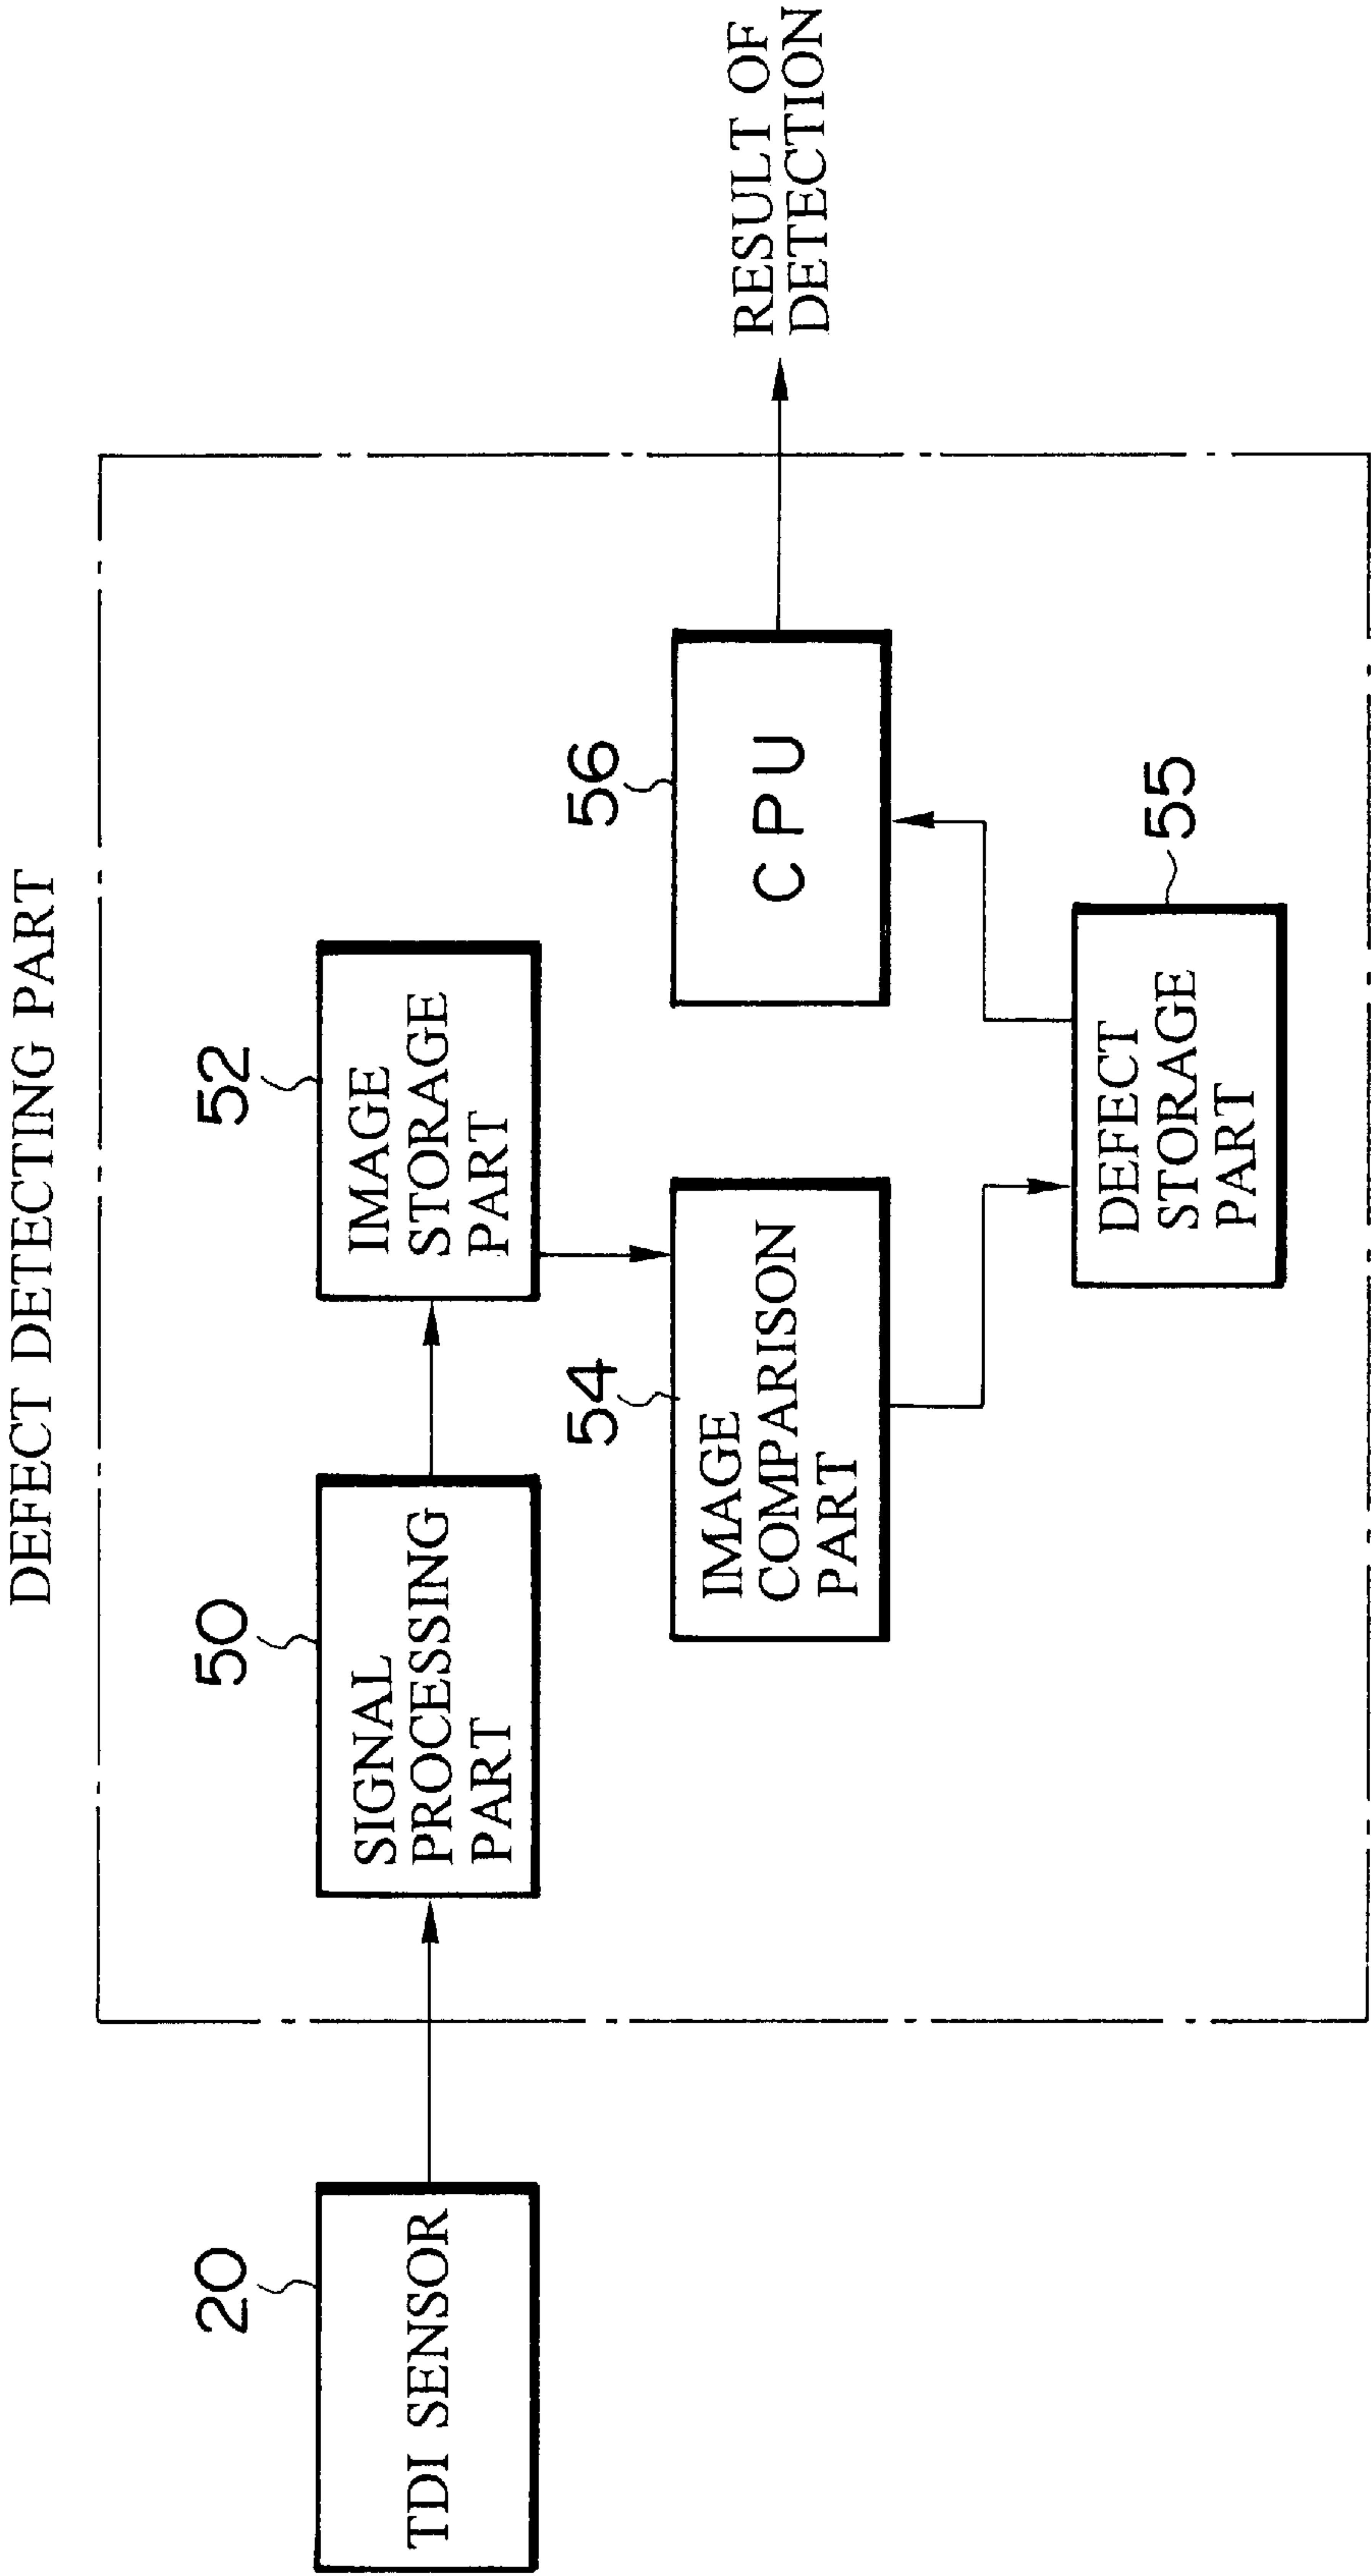 DEFECT DETECTING PART
20
TDI SENSOR
50
SIGNAL
PROCESSING
PART
52
IMAGE
STORAGE
PART
54
IMAGE
COMPARISON
PART
56
CPU
55
DEFECT
STORAGE
PART
RESULT OF
DETECTION